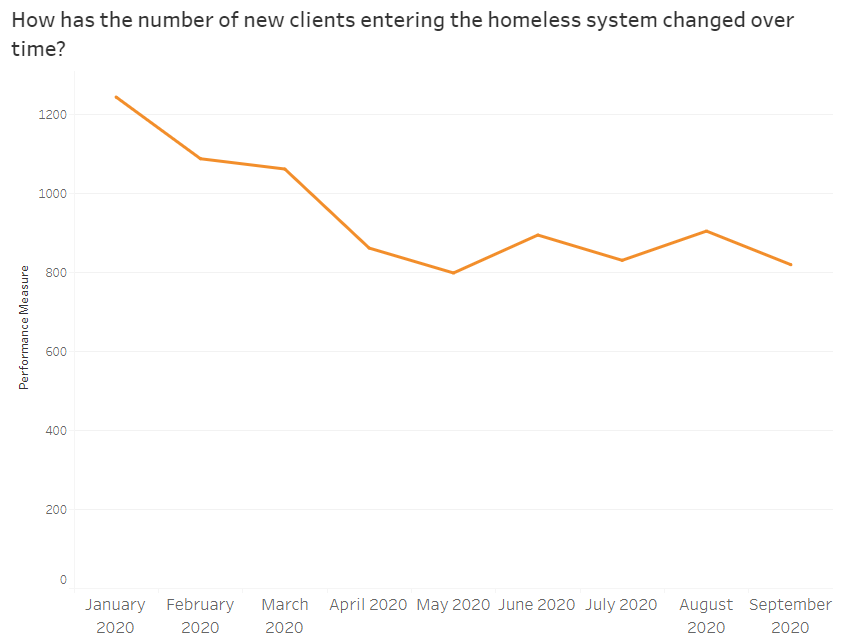 How has the number of new clients entering the homeless system changed over
time?
1200
1000
800
600
400
200
0
Performance Measure
January February March April 2020 May 2020 June 2020 July 2020 August September
2020 2020 2020 2020 2020